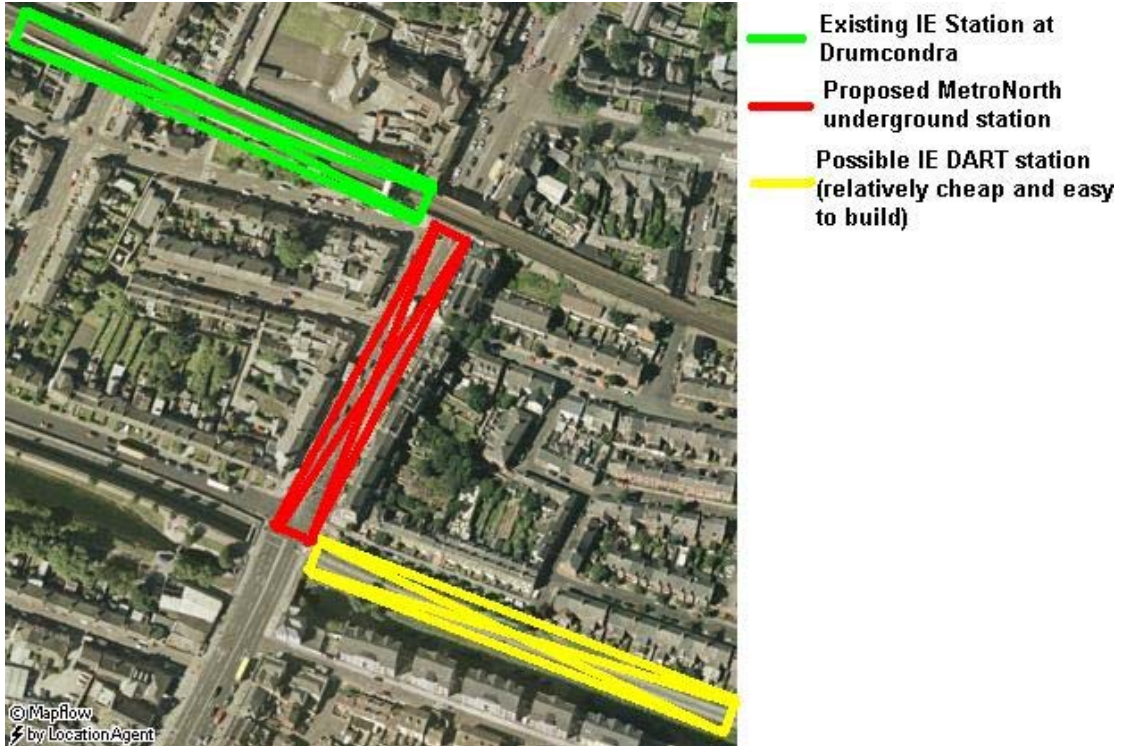 Existing IE Station at
Drumcondra
Proposed MetroNorth
underground station
Possible IE DART station
(relatively cheap and easy
to build)
© Mapflow
by LocationAgent